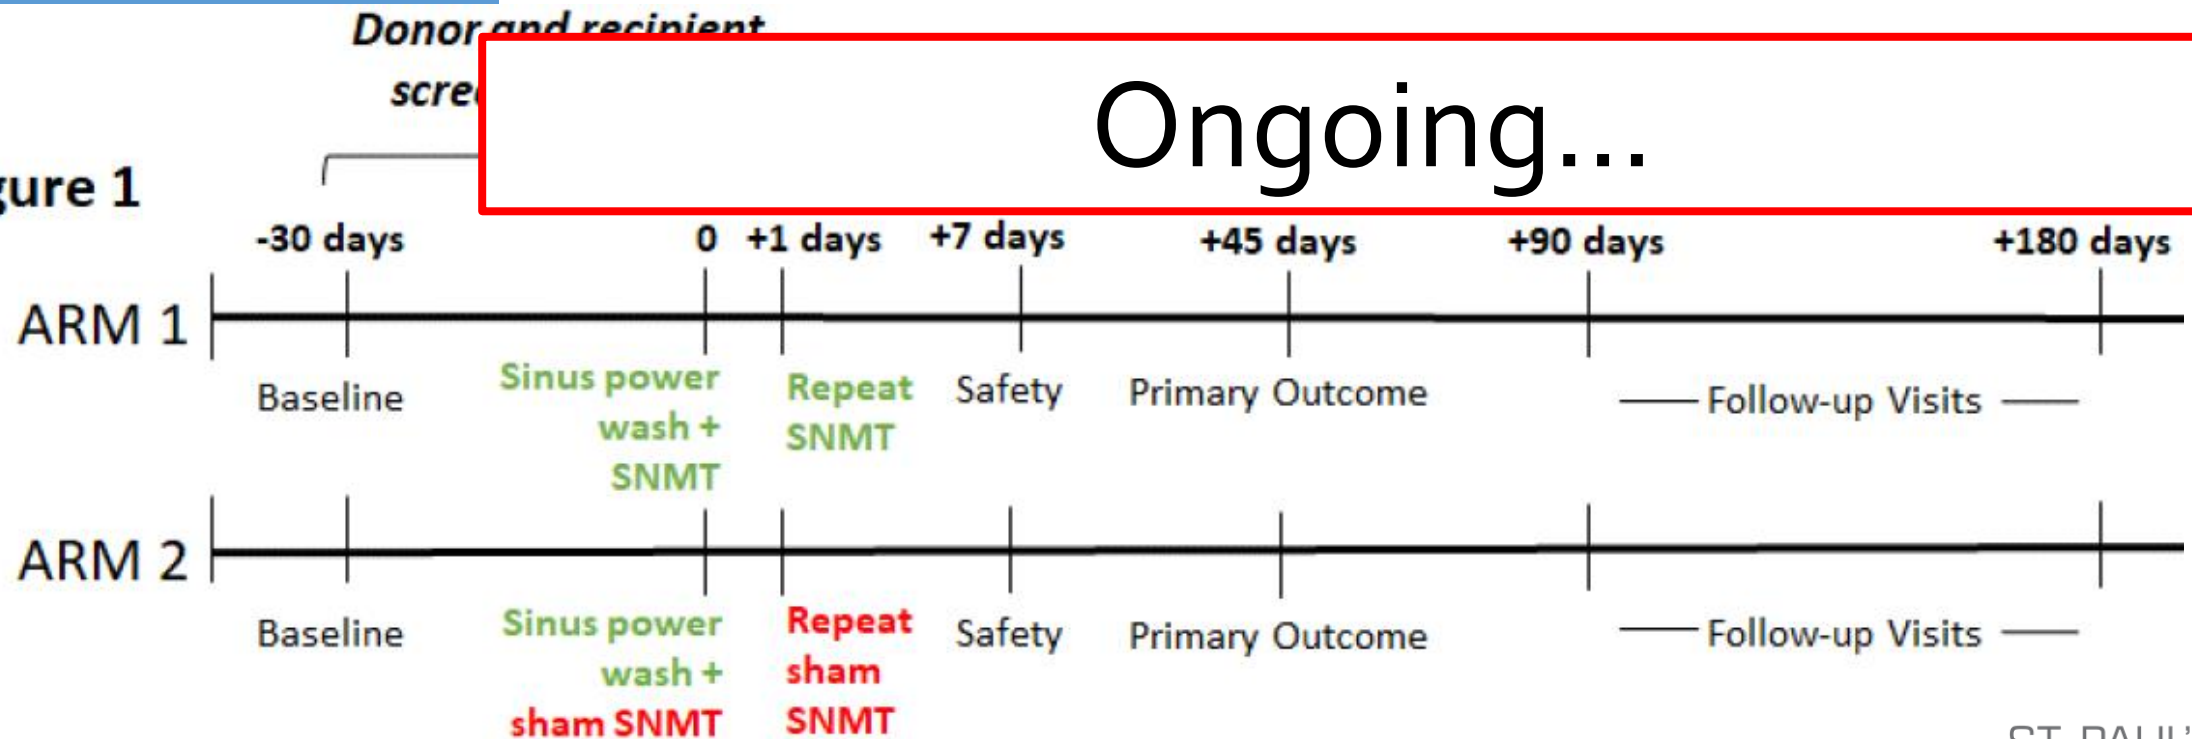 Donor and recipient
Ongoing...
gure 1
-30 days 0 +1 days +7 days +45 days +90 days +180 days
ARM 1
Baseline
Sinus power
wash +
SNMT
Repeat
SNMT
Safety
Primary Outcome
Follow-up Visits
ARM 2
Baseline
Sinus power
wash +
sham SNMT
Repeat
sham
SNMT
Safety
Primary Outcome
Follow-up Visits